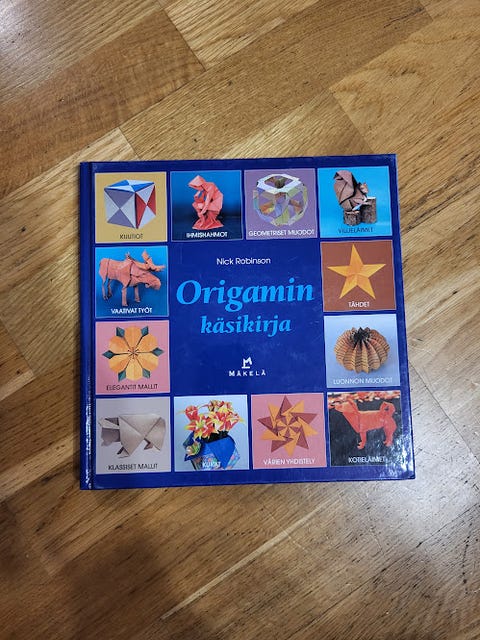 KUUTIOT
IHMISHAHMOT
GEOMETRISET MUODOT
VILLIELÄIMET
Nick Robinson
Origamin
käsikirja
MÄKELÄ
VAATIVAT TYÖT
TÄHDET
ELEGANTIT MALLIT
LUONNON MUODOT
KLASSISET MALLIT
KUKAT
VÄRIEN YHDISTELY
KOTIELÄIMET